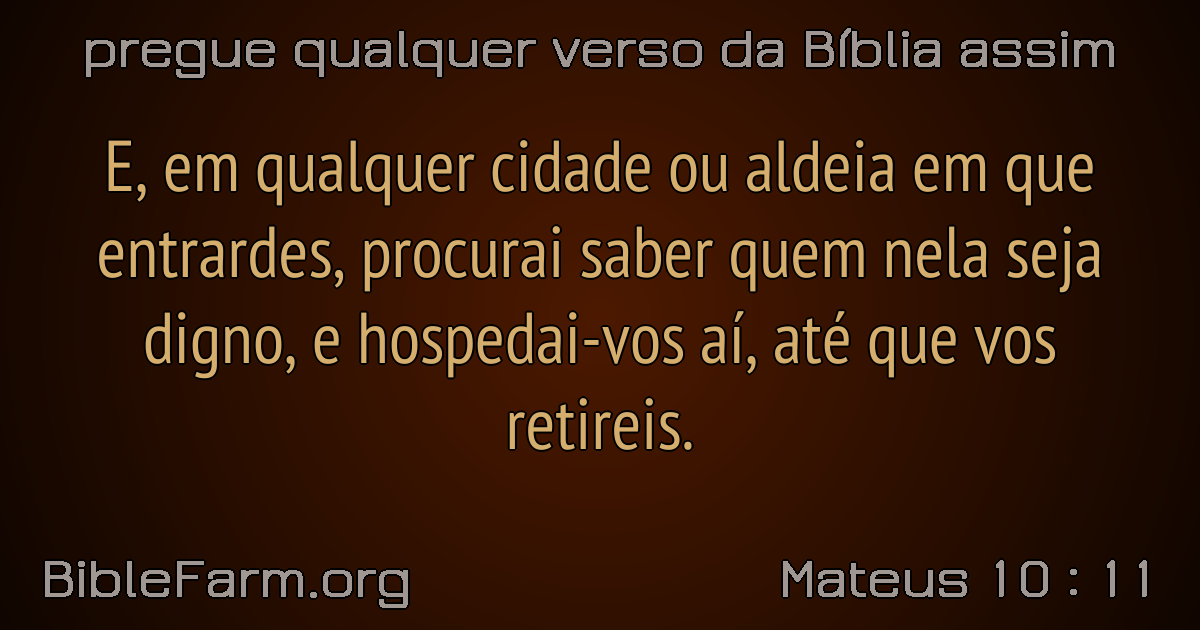 pregue qualquer verso da Bíblia assim
E, em qualquer cidade ou aldeia em que
entrardes, procurai saber quem nela seja
digno, e hospedai-vos aí, até que vos
retireis.
BibleFarm.org
Mateus 10 : 11